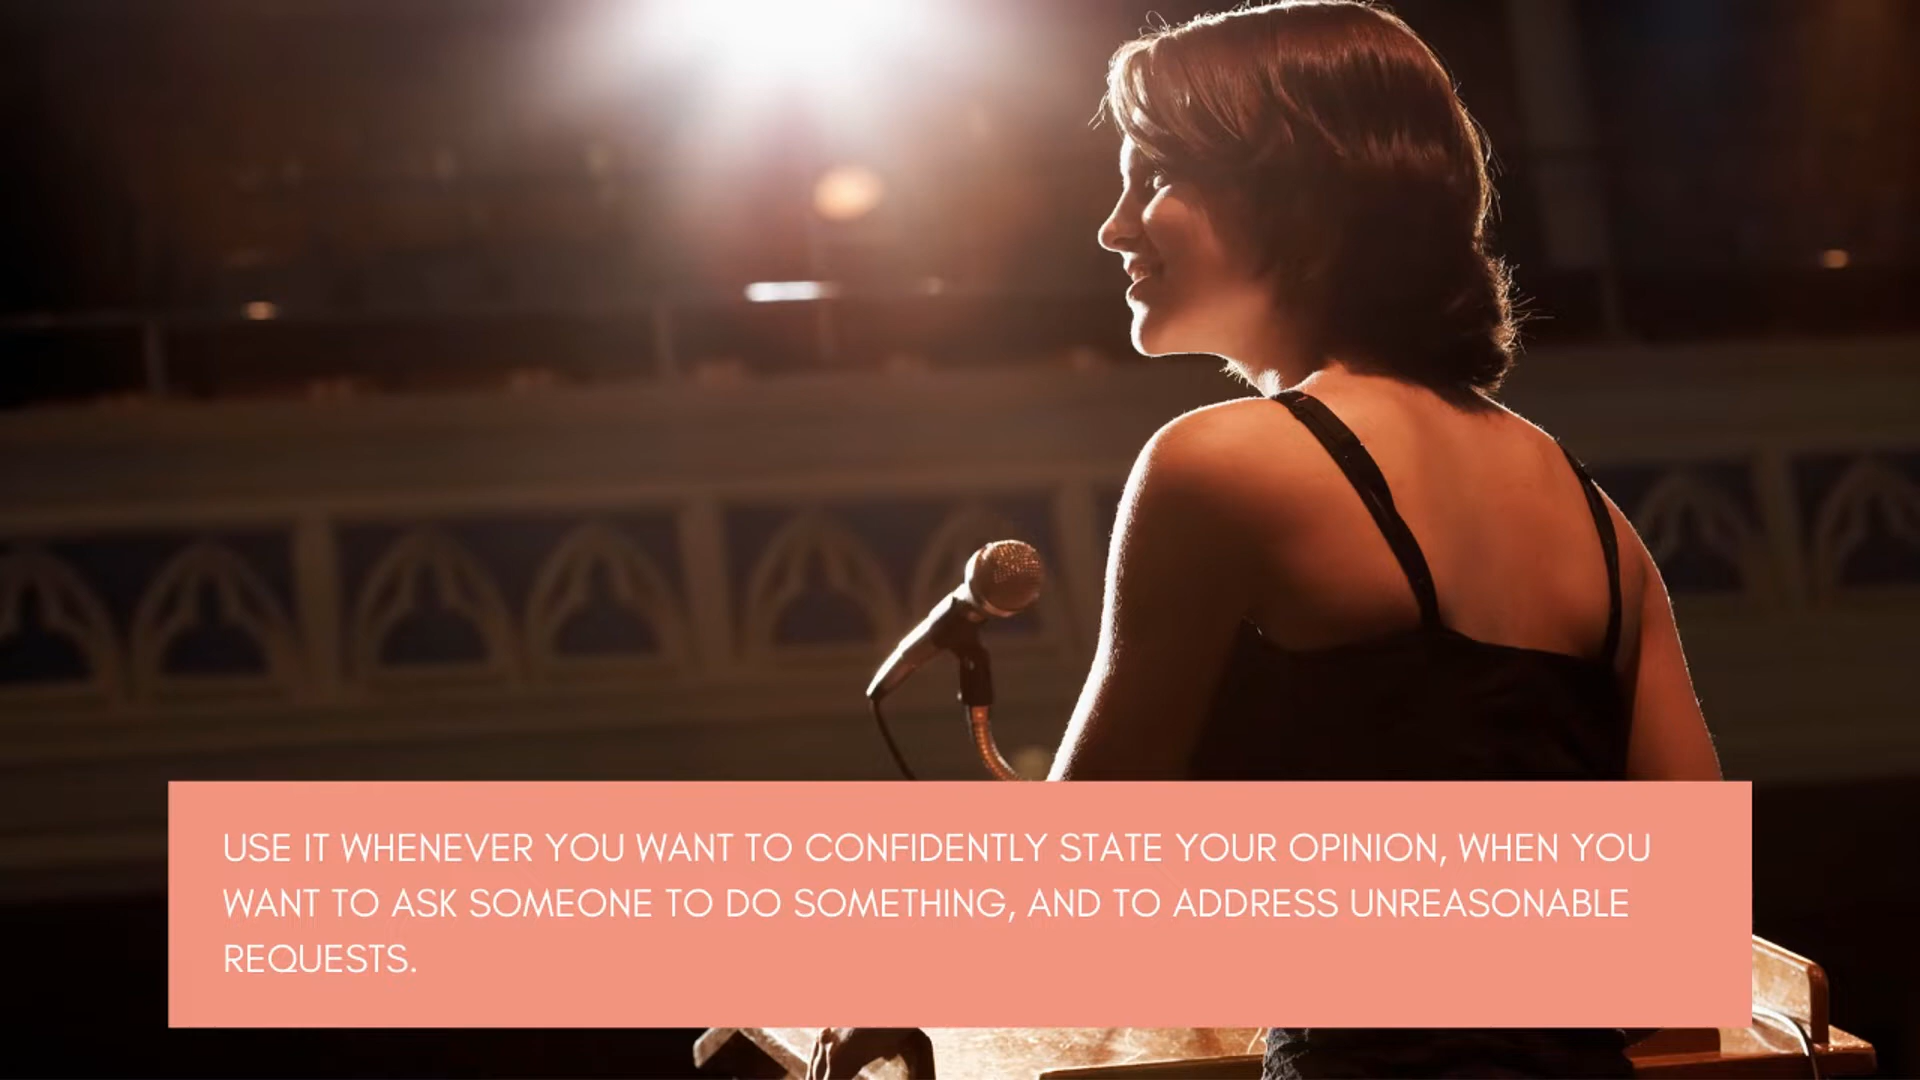 USE IT WHENEVER YOU WANT TO CONFIDENTLY STATE YOUR OPINION, WHEN YOU
WANT TO ASK SOMEONE TO DO SOMETHING, AND TO ADDRESS UNREASONABLE
REQUESTS.